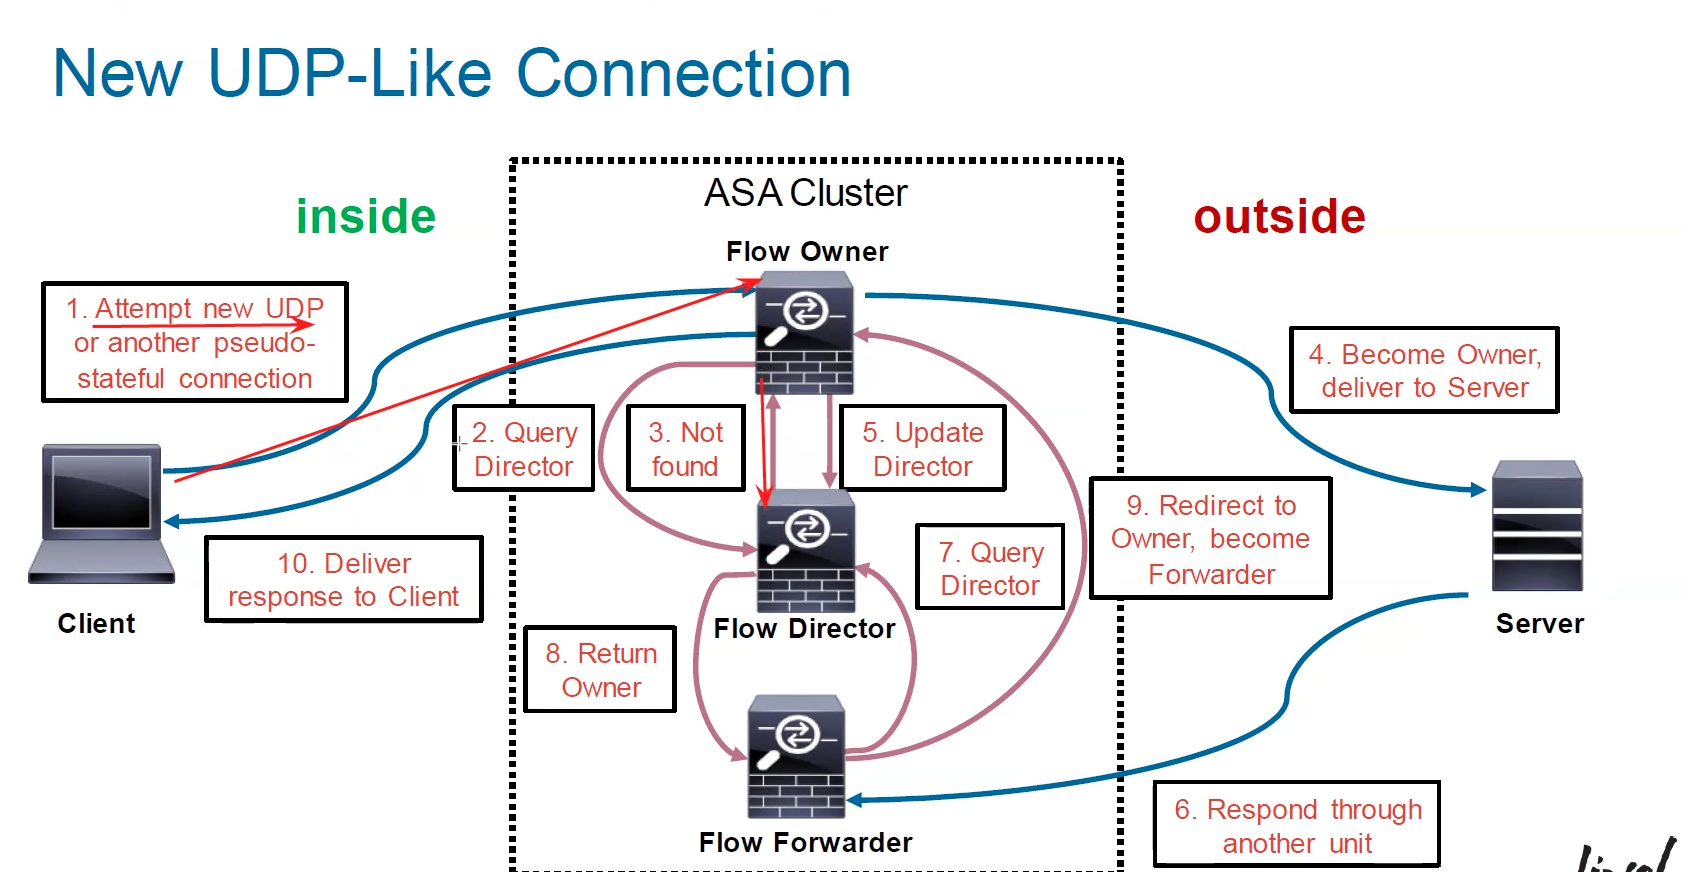 New UDP-Like Connection
ASA Cluster
inside
outside
Flow Owner
1. Attempt new UDP
or another pseudo-
stateful connection
4. Become Owner,
deliver to Server
2. Query
Director
3. Not
found
5. Update
Director
9. Redirect to
Owner, become
Forwarder
7. Query
Director
10. Deliver
response to Client
Client
Flow Director
Server
8. Return
Owner
6. Respond through
another unit
Flow Forwarder